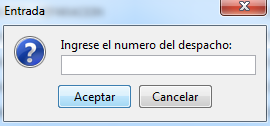 Entrada
Ingrese el numero del despacho:
Aceptar
Cancelar